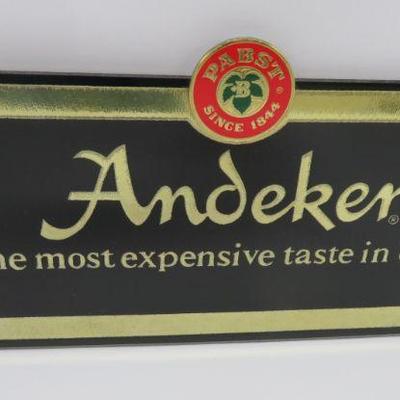 PABST
B
®
SINCE 1844
Andeker®
he most expensive taste in